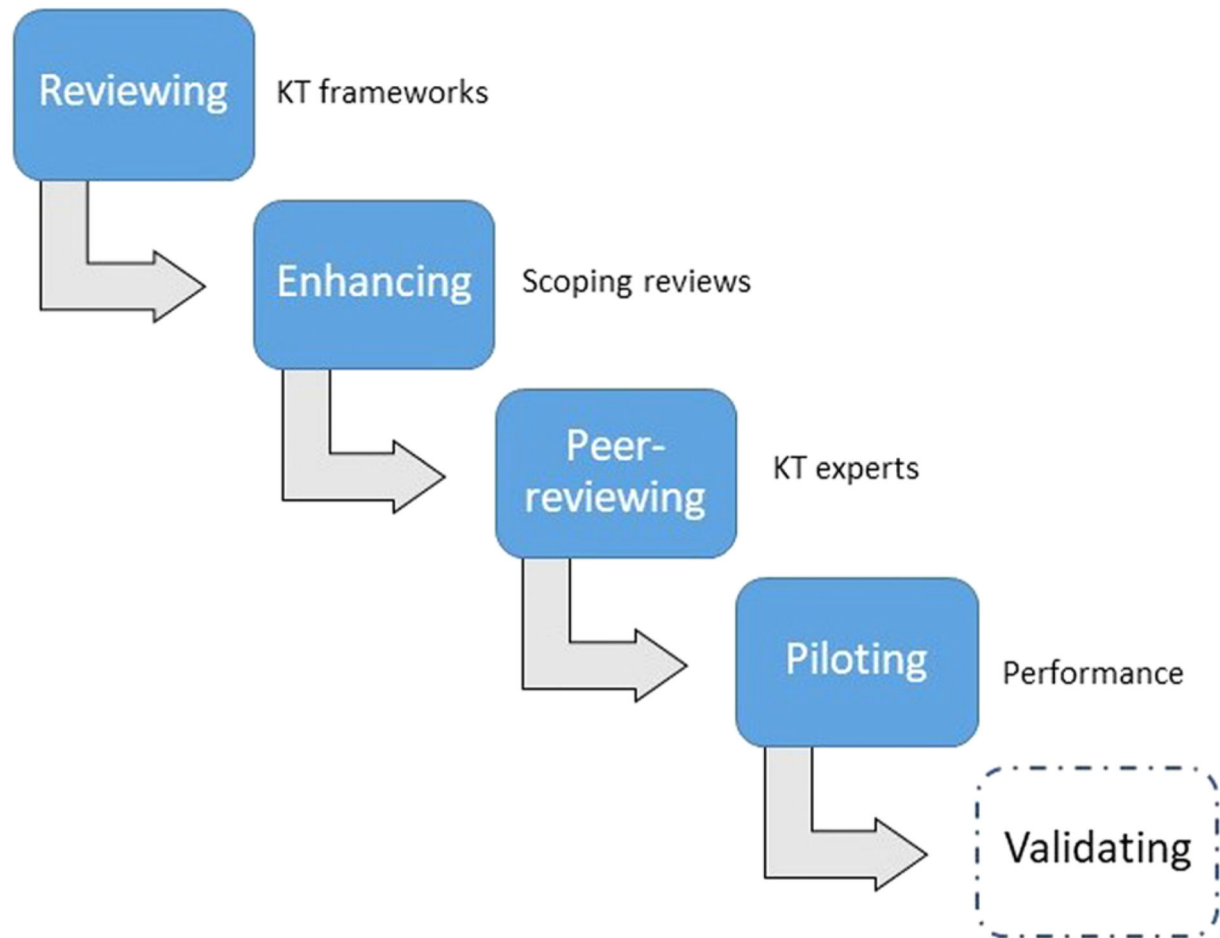 Reviewing
KT frameworks
Enhancing
Scoping reviews
Peer-
reviewing
KT experts
Piloting
Performance
Validating